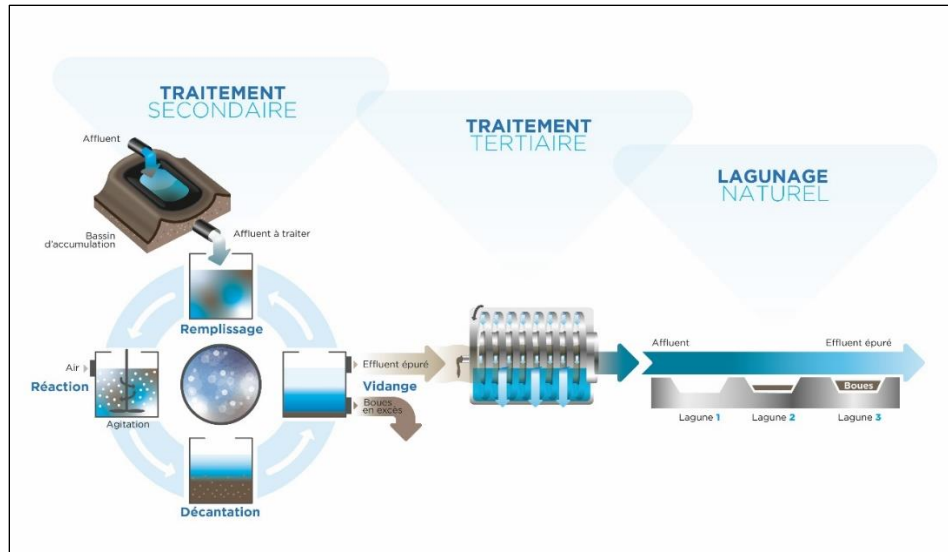 TRAITEMENT
SECONDAIRE
TRAITEMENT
TERTIAIRE
LAGUNAGE
NATUREL
Affluent
Bassin
d'accumulation
Affluent à traiter
Remplissage
Air
Réaction
Agitation
Effluent épuré
Vidange
Boues
en excès
Décantation
Affluent
Effluent épuré
Boues
Lagune 1
Lagune 2
Lagune 3